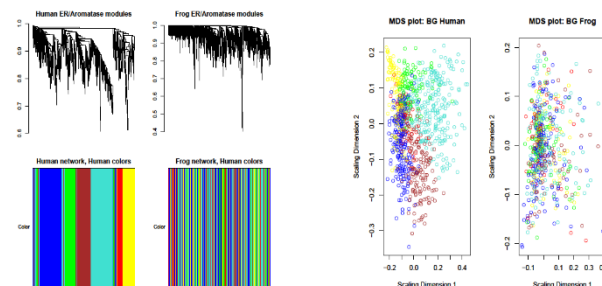 Human ER/Aromatase modules
Frog ER/Aromatase modules
1.0
0.9
0.8
0.7
0.6
1.0
0.9
0.8
0.7
0.6
0.5
0.4
Human network, Human colors
Frog network, Human colors
Color
Color
MDS plot: BG Human
MDS plot: BG Frog
Scaling Dimension 2
0.2
0.1
0.0
-0.1
-0.2
-0.3
-0.2 0.0 0.1 0.2 0.3 0.4
Scaling Dimension 1
Scaling Dimension 2
0.2
0.1
0.0
-0.1
-0.2
-0.1 0.0 0.1 0.2 0.3
Scaling Dimension 1